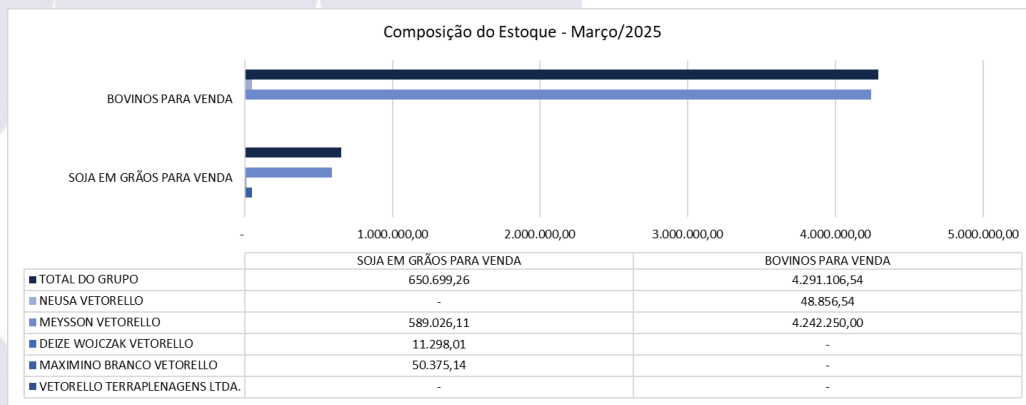 Composição do Estoque - Março/2025
BOVINOS PARA VENDA
SOJA EM GRÃOS PARA VENDA
- 1.000.000,00 2.000.000,00 3.000.000,00 4.000.000,00 5.000.000,00
SOJA EM GRÃOS PARA VENDA BOVINOS PARA VENDA
TOTAL DO GRUPO 650.699,26 4.291.106,54
NEUSA VETORELLO - 48.856,54
MEYSSON VETORELLO 589.026,11 4.242.250,00
DEIZE WOJCZAK VETORELLO 11.298,01 -
MAXIMINO BRANCO VETORELLO 50.375,14 -
VETORELLO TERRAPLENAGENS LTDA. - -